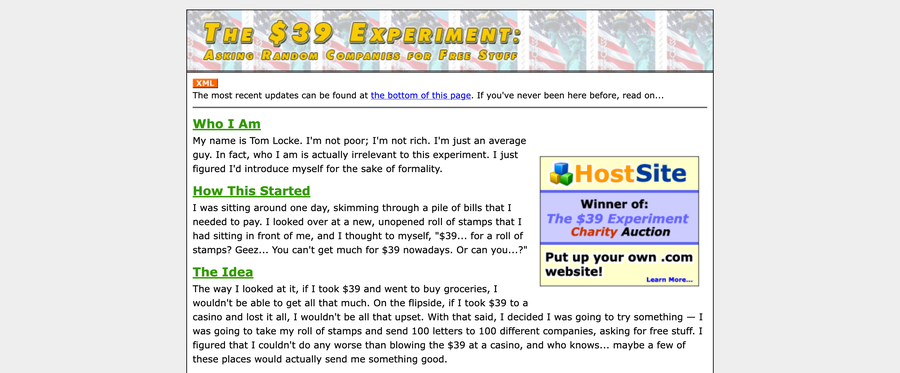 The $39 Experiment:
Asking Random Companies for Free Stuff
XML
The most recent updates can be found at the bottom of this page. If you've never been here before, read on...
Who I Am
My name is Tom Locke. I'm not poor; I'm not rich. I'm just an average
guy. In fact, who I am is actually irrelevant to this experiment. I just
figured I'd introduce myself for the sake of formality.
How This Started
I was sitting around one day, skimming through a pile of bills that I
needed to pay. I looked over at a new, unopened roll of stamps that I
had sitting in front of me, and I thought to myself, "$39... for a roll of
stamps? Geez... You can't get much for $39 nowadays. Or can you...?"
HostSite
Winner of:
The $39 Experiment
Charity Auction
Put up your own .com
website!
Learn More...
The Idea
The way I looked at it, if I took $39 and went to buy groceries, I
wouldn't be able to get all that much. On the flipside, if I took $39 to a
casino and lost it all, I wouldn't be all that upset. With that said, I decided I was going to try something — I
was going to take my roll of stamps and send 100 letters to 100 different companies, asking for free stuff. I
figured that I couldn't do any worse than blowing the $39 at a casino, and who knows... maybe a few of
these places would actually send me something good.